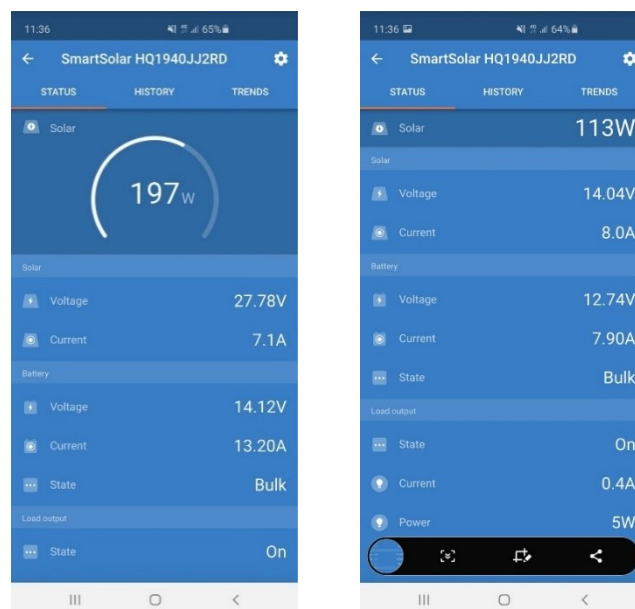 11:36 65%
SmartSolar HQ1940JJ2RD
STATUS HISTORY TRENDS
Solar
197W
Solar
Voltage 27.78V
Current 7.1A
Battery
Voltage 14.12V
Current 13.20A
State Bulk
Load output
State On
11:36 64%
SmartSolar HQ1940JJ2RD
STATUS HISTORY TRENDS
Solar 113W
Solar
Voltage 14.04V
Current 8.0A
Battery
Voltage 12.74V
Current 7.90A
State Bulk
Load output
State On
Current 0.4A
Power 5W